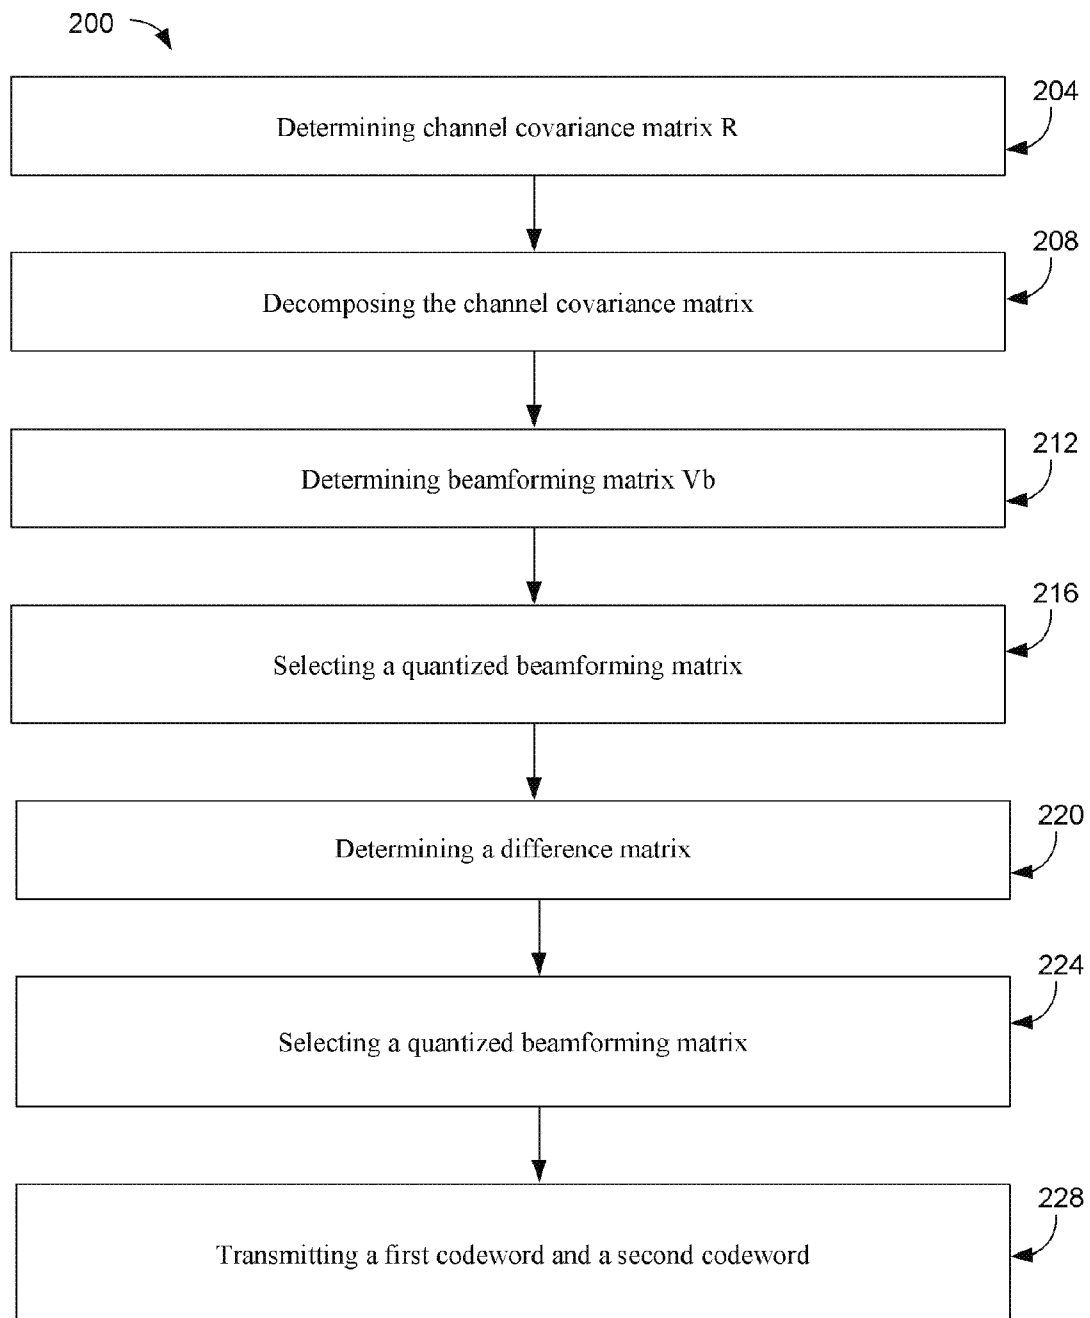 200
204
Determining channel covariance matrix R
208
Decomposing the channel covariance matrix
212
Determining beamforming matrix Vb
216
Selecting a quantized beamforming matrix
220
Determining a difference matrix
224
Selecting a quantized beamforming matrix
228
Transmitting a first codeword and a second codeword